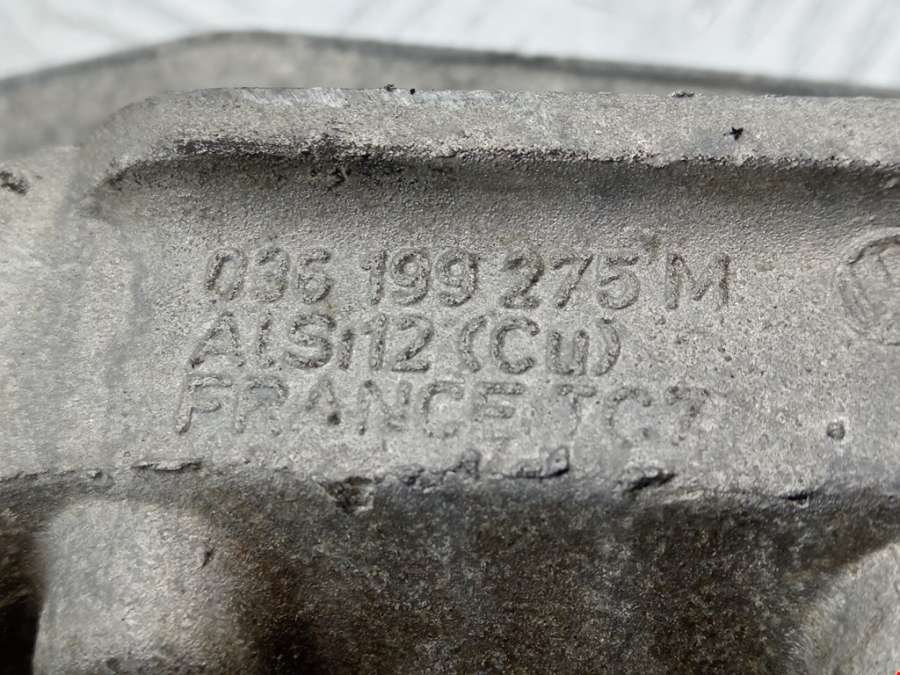 036 199 275 M
AlSi12 (Cu)
FRANCE TC7